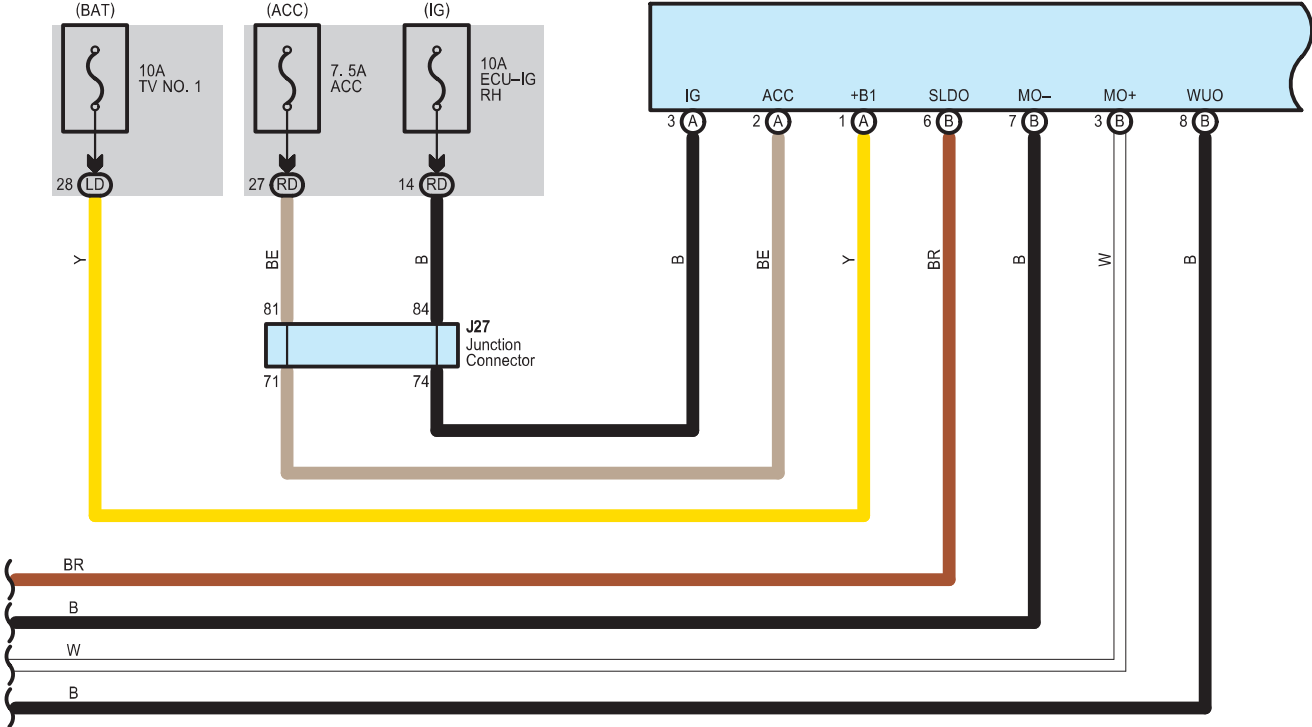 (BAT) (ACC) (IG)
10A
TV NO. 1
7. 5A
ACC
10A
ECU–IG
RH
IG ACC +B1 SLDO MO– MO+ WUO
3 A 2 A 1 A 6 B 7 B 3 B 8 B
28 LD 27 RD 14 RD
Y BE B B BE Y BR B W B
81 84
J27
Junction
Connector
71 74
BR
B
W
B